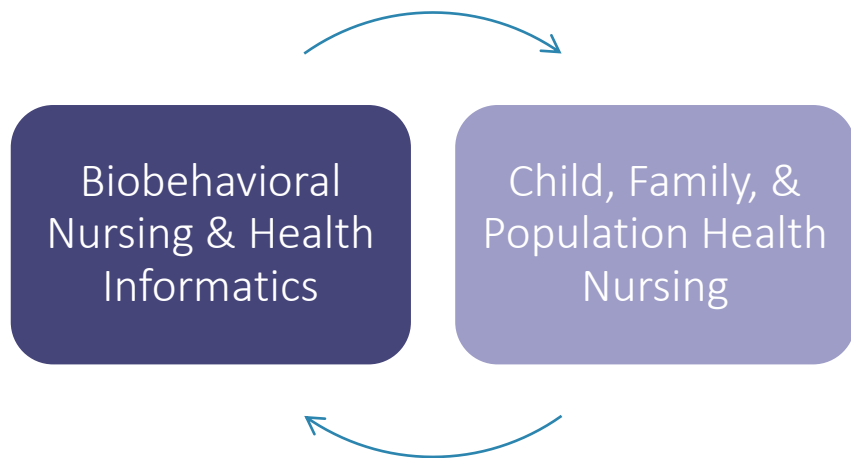 Biobehavioral
Nursing & Health
Informatics
Child, Family, &
Population Health
Nursing